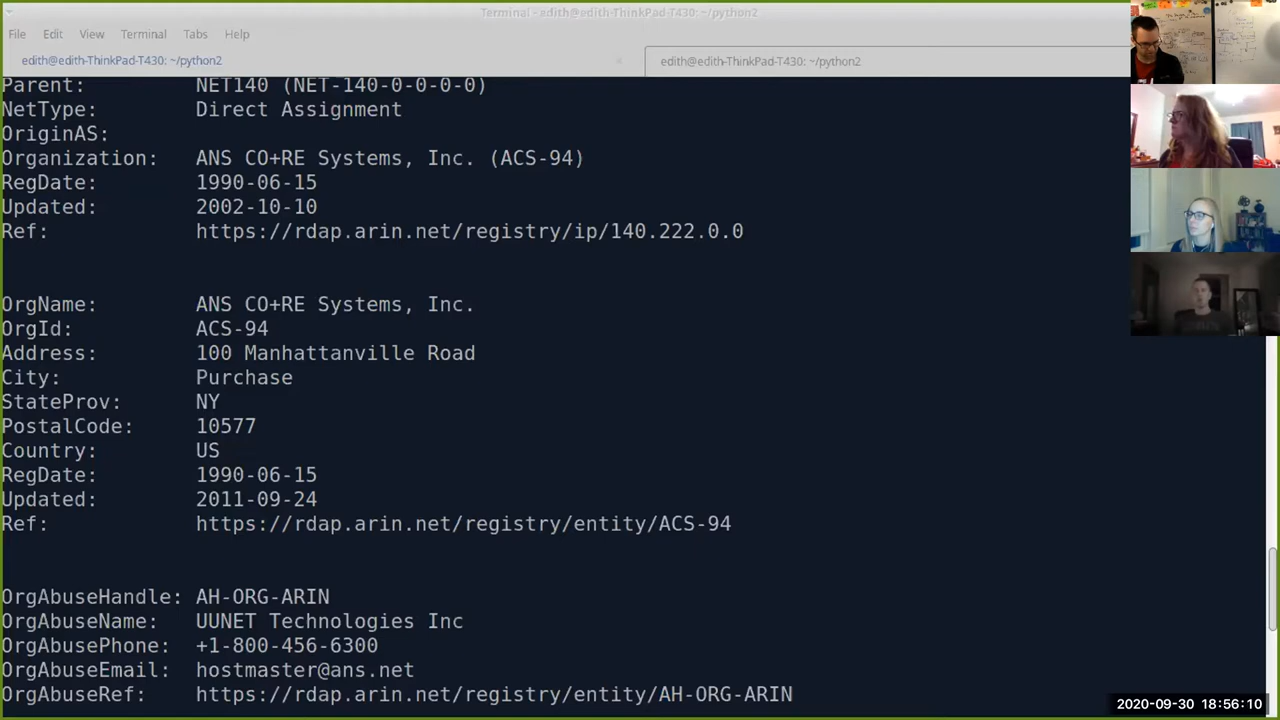 Terminal - edith@edith-ThinkPad-T430: ~/python2
File Edit View Terminal Tabs Help
edith@edith-ThinkPad-T430: ~/python2 edith@edith-ThinkPad-T430: ~/python2
Parent: NET140 (NET-140-0-0-0-0)
NetType: Direct Assignment
OriginAS:
Organization: ANS CO+RE Systems, Inc. (ACS-94)
RegDate: 1990-06-15
Updated: 2002-10-10
Ref: https://rdap.arin.net/registry/ip/140.222.0.0
OrgName: ANS CO+RE Systems, Inc.
OrgId: ACS-94
Address: 100 Manhattanville Road
City: Purchase
StateProv: NY
PostalCode: 10577
Country: US
RegDate: 1990-06-15
Updated: 2011-09-24
Ref: https://rdap.arin.net/registry/entity/ACS-94
OrgAbuseHandle: AH-ORG-ARIN
OrgAbuseName: UUNET Technologies Inc
OrgAbusePhone: +1-800-456-6300
OrgAbuseEmail: hostmaster@ans.net
OrgAbuseRef: https://rdap.arin.net/registry/entity/AH-ORG-ARIN
2020-09-30 18:56:10